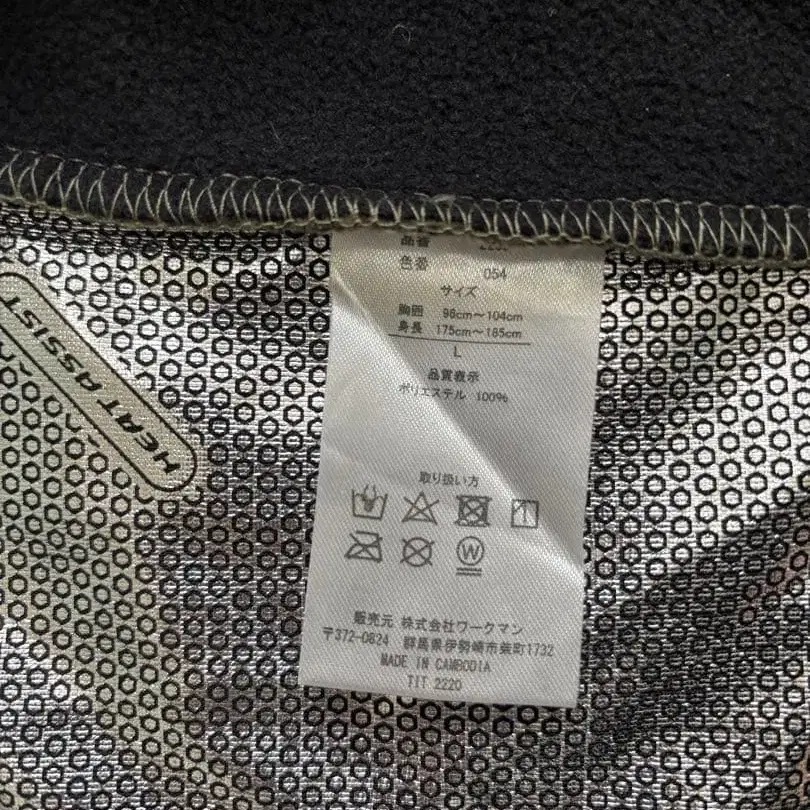 HEAT ASSIST
品番
色番 054
サイズ
胸囲 96cm～104cm
身長 175cm～185cm
L
品質表示
ポリエステル 100%
取り扱い方
W
販売元 株式会社ワークマン
〒372-0824 群馬県伊勢崎市柴町1732
MADE IN CAMBODIA
TIT 2220